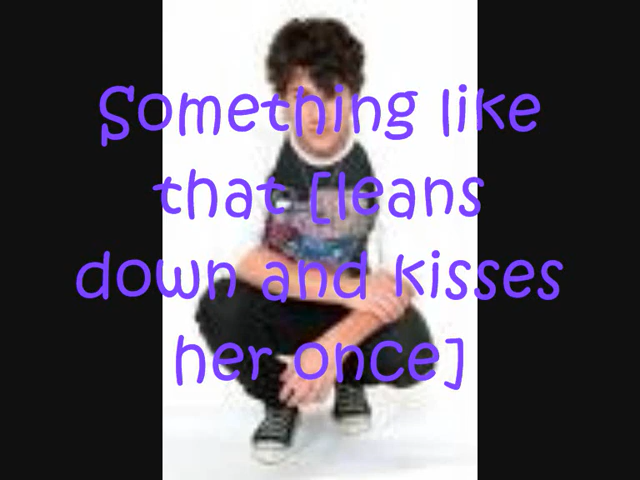 Something like
that [leans
down and kisses
her once]